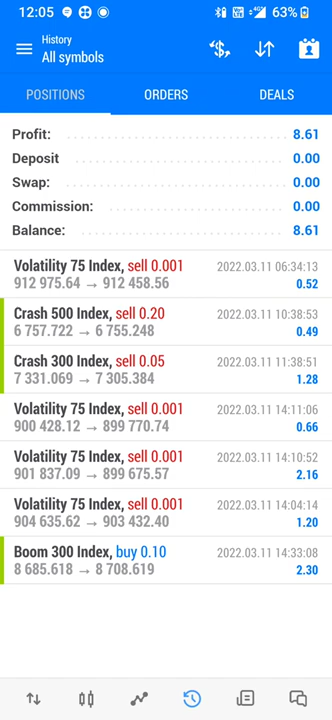 12:05
63%
History
All symbols
POSITIONS ORDERS DEALS
Profit: 8.61
Deposit 0.00
Swap: 0.00
Commission: 0.00
Balance: 8.61
Volatility 75 Index, sell 0.001 2022.03.11 06:34:13
912 975.64 → 912 458.56 0.52
Crash 500 Index, sell 0.20 2022.03.11 10:38:53
6 757.722 → 6 755.248 0.49
Crash 300 Index, sell 0.05 2022.03.11 11:38:51
7 331.069 → 7 305.384 1.28
Volatility 75 Index, sell 0.001 2022.03.11 14:11:06
900 428.12 → 899 770.74 0.66
Volatility 75 Index, sell 0.001 2022.03.11 14:10:52
901 837.09 → 899 675.57 2.16
Volatility 75 Index, sell 0.001 2022.03.11 14:04:14
904 635.62 → 903 432.40 1.20
Boom 300 Index, buy 0.10 2022.03.11 14:33:08
8 685.618 → 8 708.619 2.30